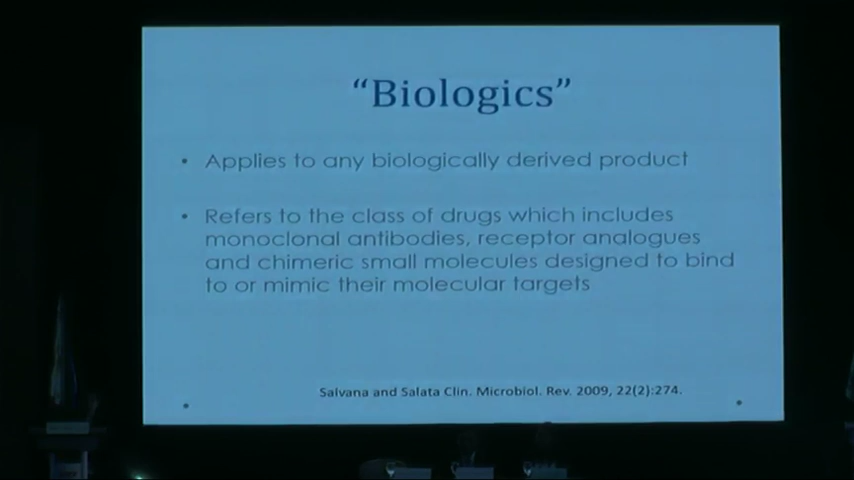 “Biologics”
• Applies to any biologically derived product
• Refers to the class of drugs which includes
monoclonal antibodies, receptor analogues
and chimeric small molecules designed to bind
to or mimic their molecular targets
Salvana and Salata Clin. Microbiol. Rev. 2009, 22(2):274.